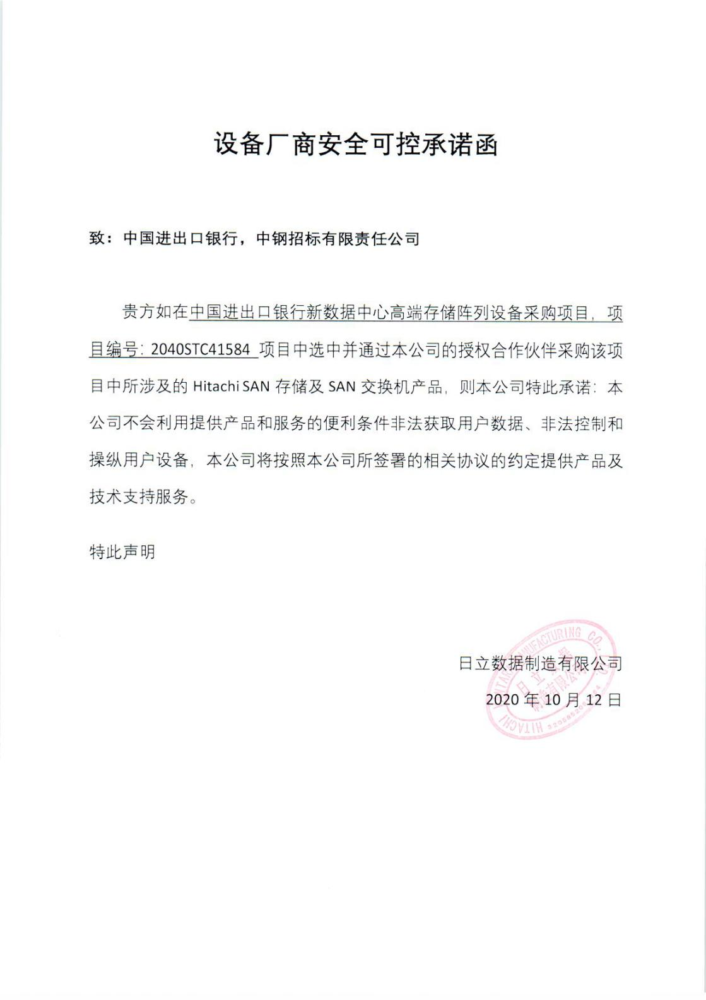 设备厂商安全可控承诺函
致：中国进出口银行，中钢招标有限责任公司
贵方如在中国进出口银行新数据中心高端存储阵列设备采购项目，项
目编号：2040STC41584 项目中选中并通过本公司的授权合作伙伴采购该项
目中所涉及的 Hitachi SAN 存储及 SAN 交换机产品，则本公司特此承诺：本
公司不会利用提供产品和服务的便利条件非法获取用户数据、非法控制和
操纵用户设备，本公司将按照本公司所签署的相关协议的约定提供产品及
技术支持服务。
特此声明
日立数据制造有限公司
2020 年 10 月 12 日
HITACHI MANUFACTURING CO., LTD.
日立
制造有限公司